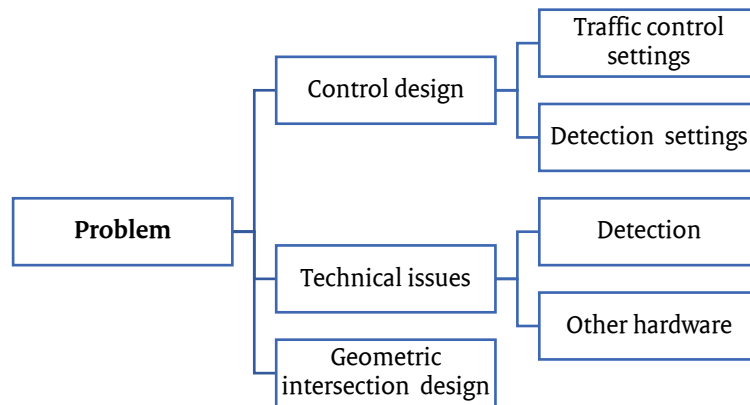 Problem
Control design
Traffic control
settings
Detection settings
Technical issues
Detection
Other hardware
Geometric
intersection design